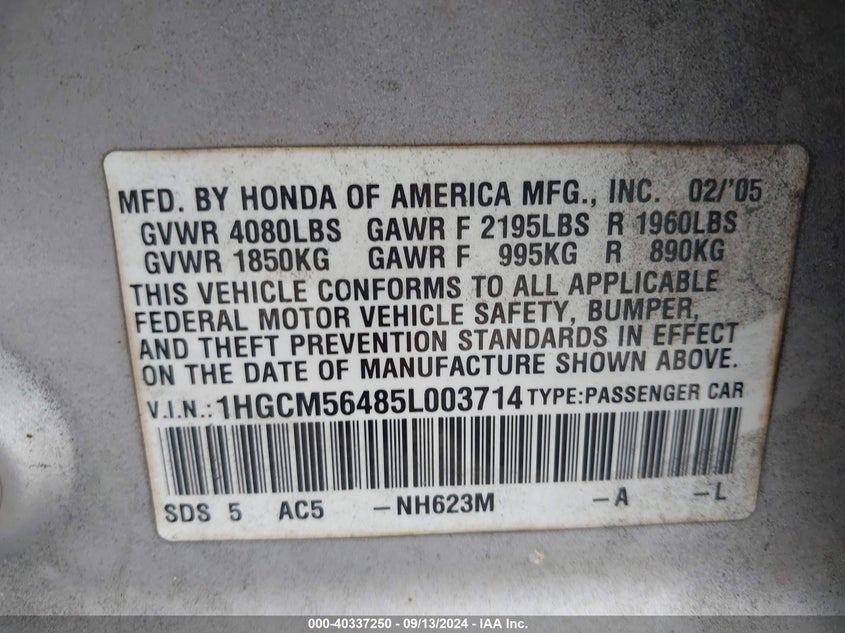 MFD. BY HONDA OF AMERICA MFG., INC. 02/'05
GVWR 4080LBS GAWR F 2195LBS R 1960LBS
GVWR 1850KG GAWR F 995KG R 890KG
THIS VEHICLE CONFORMS TO ALL APPLICABLE
FEDERAL MOTOR VEHICLE SAFETY, BUMPER,
AND THEFT PREVENTION STANDARDS IN EFFECT
ON THE DATE OF MANUFACTURE SHOWN ABOVE.
V.I.N.:1HGCM56485L003714 TYPE:PASSENGER CAR
SDS 5 AC5 –NH623M –A –L
000-40337250 - 09/13/2024 - IAA Inc.